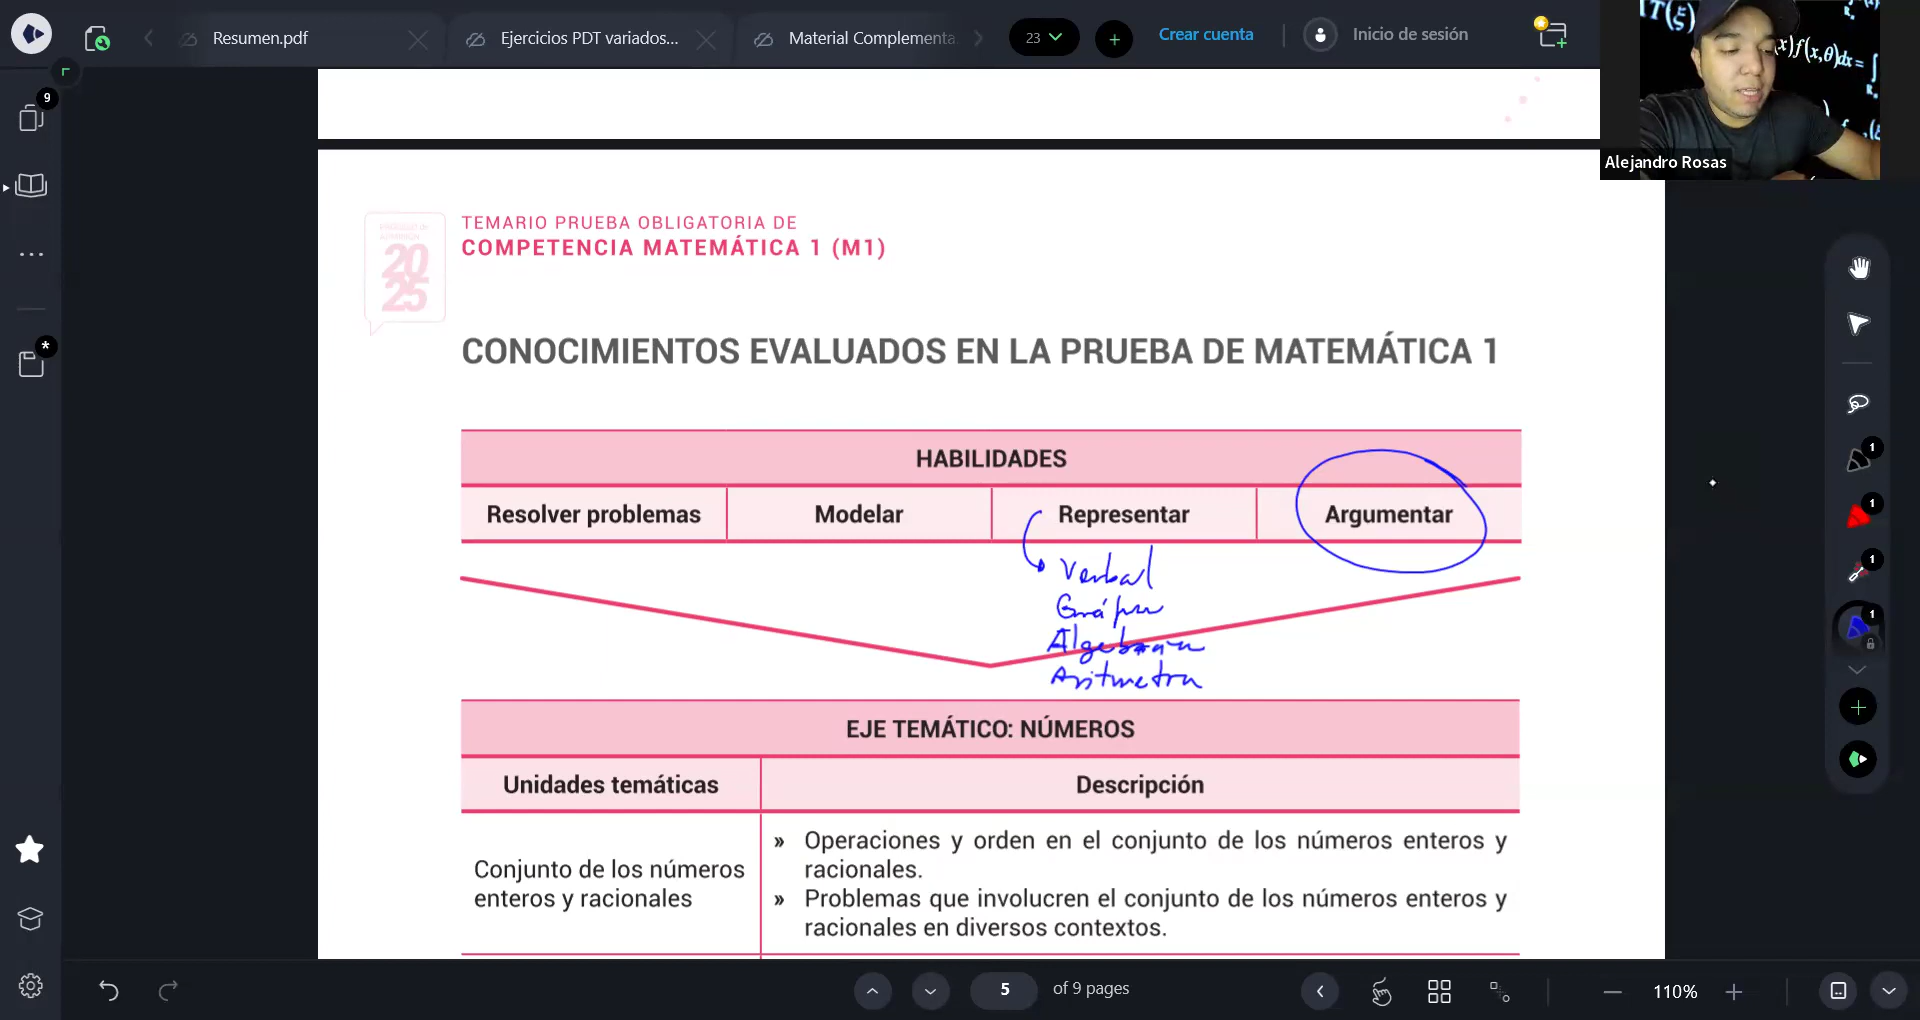 Resumen.pdf
Ejercicios PDT variados...
Material Complementa
23
Crear cuenta
Inicio de sesión
9
Alejandro Rosas
TEMARIO PRUEBA OBLIGATORIA DE
COMPETENCIA MATEMÁTICA 1 (M1)
2025
CONOCIMIENTOS EVALUADOS EN LA PRUEBA DE MATEMÁTICA 1
HABILIDADES
Resolver problemas
Modelar
Representar
Argumentar
Verbal
EJE TEMÁTICO: NÚMEROS
Unidades temáticas
Descripción
Conjunto de los números
enteros y racionales
» Operaciones y orden en el conjunto de los números enteros y
racionales.
» Problemas que involucren el conjunto de los números enteros y
racionales en diversos contextos.
1
1
1
1
5
of 9 pages
110%